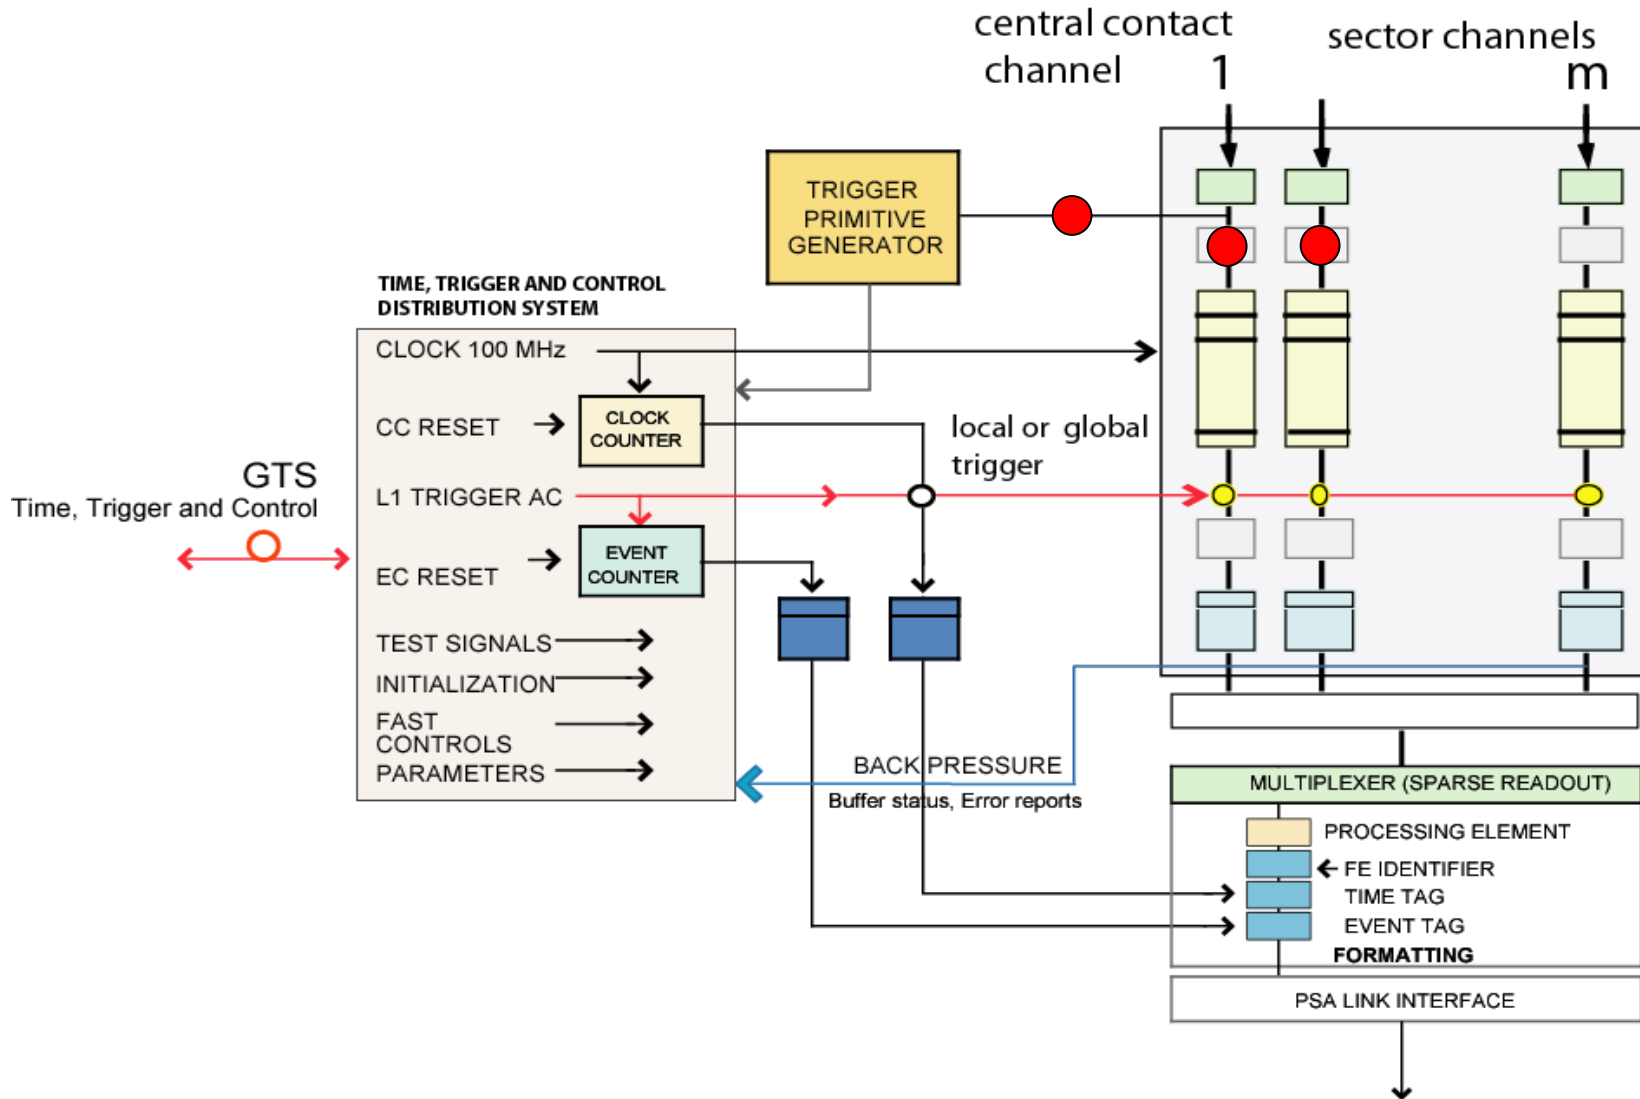 central contact
channel
1
sector channels
m
TRIGGER
PRIMITIVE
GENERATOR
TIME, TRIGGER AND CONTROL
DISTRIBUTION SYSTEM
CLOCK 100 MHz
CC RESET
CLOCK
COUNTER
local or global
trigger
GTS
Time, Trigger and Control
L1 TRIGGER AC
EC RESET
EVENT
COUNTER
TEST SIGNALS
INITIALIZATION
FAST
CONTROLS
PARAMETERS
BACK PRESSURE
Buffer status, Error reports
MULTIPLEXER (SPARSE READOUT)
PROCESSING ELEMENT
FE IDENTIFIER
TIME TAG
EVENT TAG
FORMATTING
PSA LINK INTERFACE